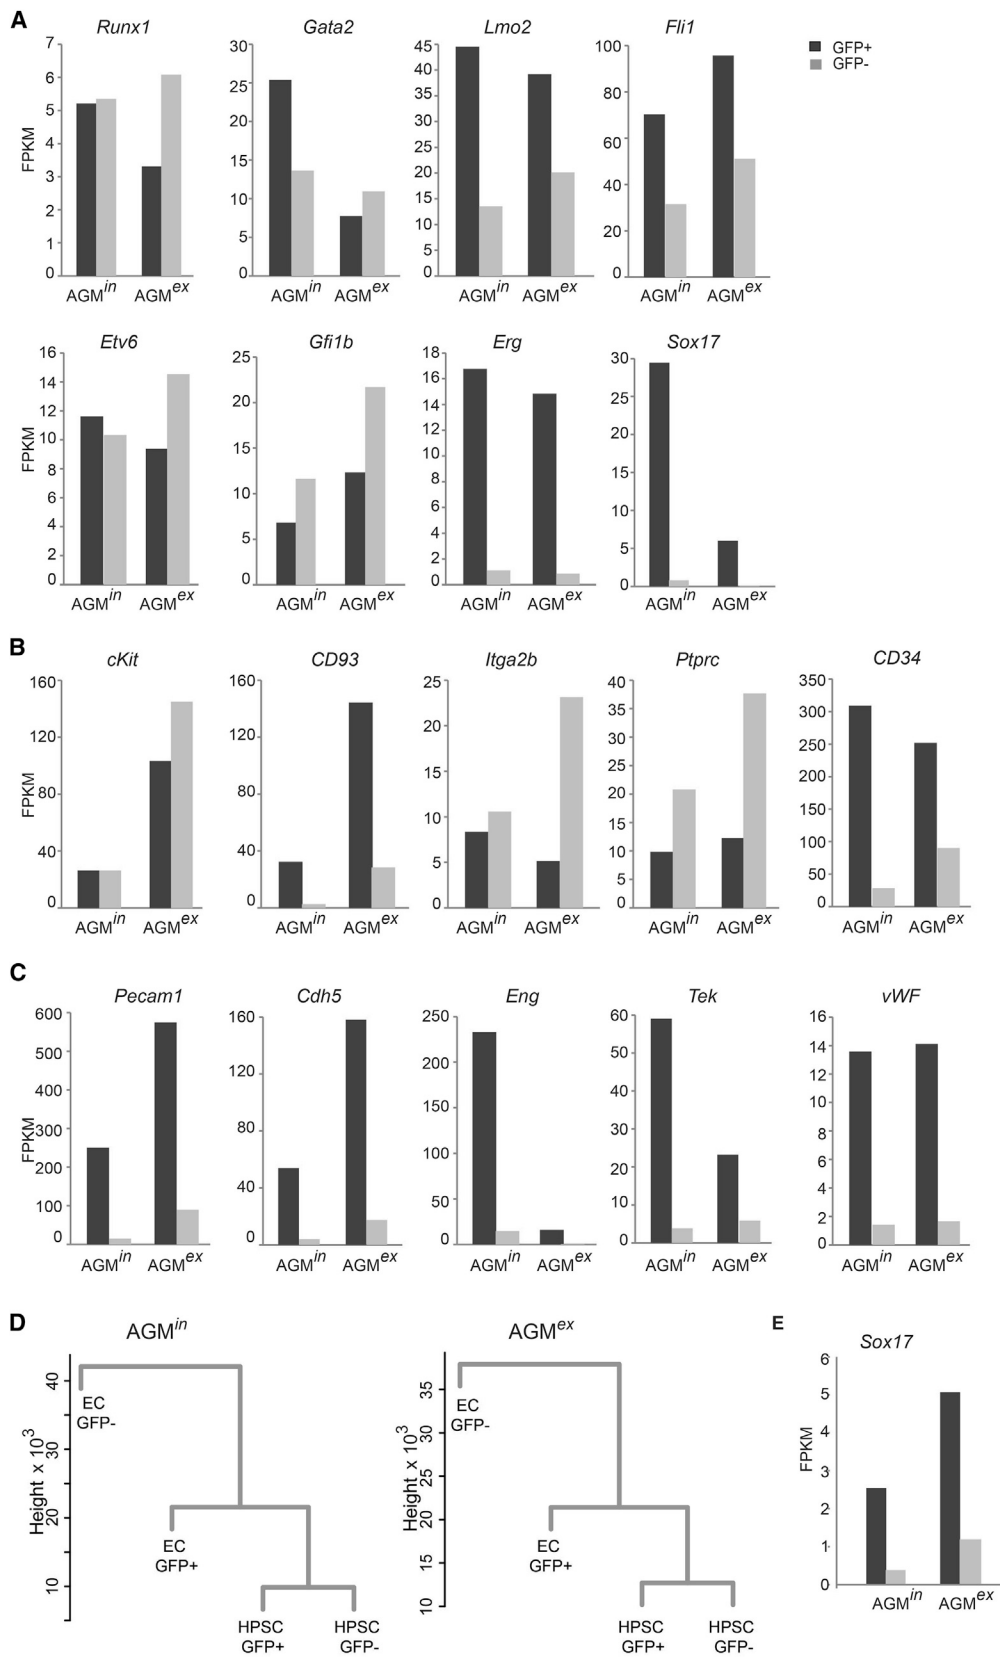 A
Runx1
Gata2
Lmo2
Fli1
GFP+
GFP-
FPKM
7
6
5
4
3
2
1
0
AGMin
AGMex
30
25
20
15
10
5
0
AGMin
AGMex
45
40
35
30
25
20
15
10
5
0
AGMin
AGMex
100
80
60
40
20
0
AGMin
AGMex
Etv6
Gfi1b
Erg
Sox17
FPKM
16
14
12
10
8
6
4
2
0
AGMin
AGMex
25
20
15
10
5
0
AGMin
AGMex
18
16
14
12
10
8
6
4
2
0
AGMin
AGMex
30
25
20
15
10
5
0
AGMin
AGMex
B
cKit
CD93
Itga2b
Ptprc
CD34
FPKM
160
120
80
40
0
AGMin
AGMex
160
120
80
40
0
AGMin
AGMex
25
20
15
10
5
0
AGMin
AGMex
40
35
30
25
20
15
10
5
0
AGMin
AGMex
350
300
250
200
150
100
50
0
AGMin
AGMex
C
Pecam1
Cdh5
Eng
Tek
vWF
FPKM
600
500
400
300
200
100
0
AGMin
AGMex
160
120
80
40
0
AGMin
AGMex
250
200
150
100
50
0
AGMin
AGMex
60
50
40
30
20
10
0
AGMin
AGMex
16
14
12
10
8
6
4
2
0
AGMin
AGMex
D
AGMin
Height x 103
40
30
20
10
EC
GFP-
EC
GFP+
HPSC
GFP+
HPSC
GFP-
AGMex
Height x 103
35
30
25
20
15
10
EC
GFP-
EC
GFP+
HPSC
GFP+
HPSC
GFP-
E
Sox17
FPKM
6
5
4
3
2
1
0
AGMin
AGMex